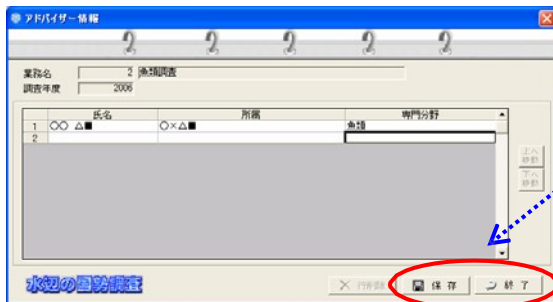 アドバイザー情報
業務名 2 魚類調査
調査年度 2006
氏名 所属 専門分野
1 ○○ △■ ○×△■ 魚類
2
上へ
移動
下へ
移動
水辺の国勢調査
× 行削除 保存 終了